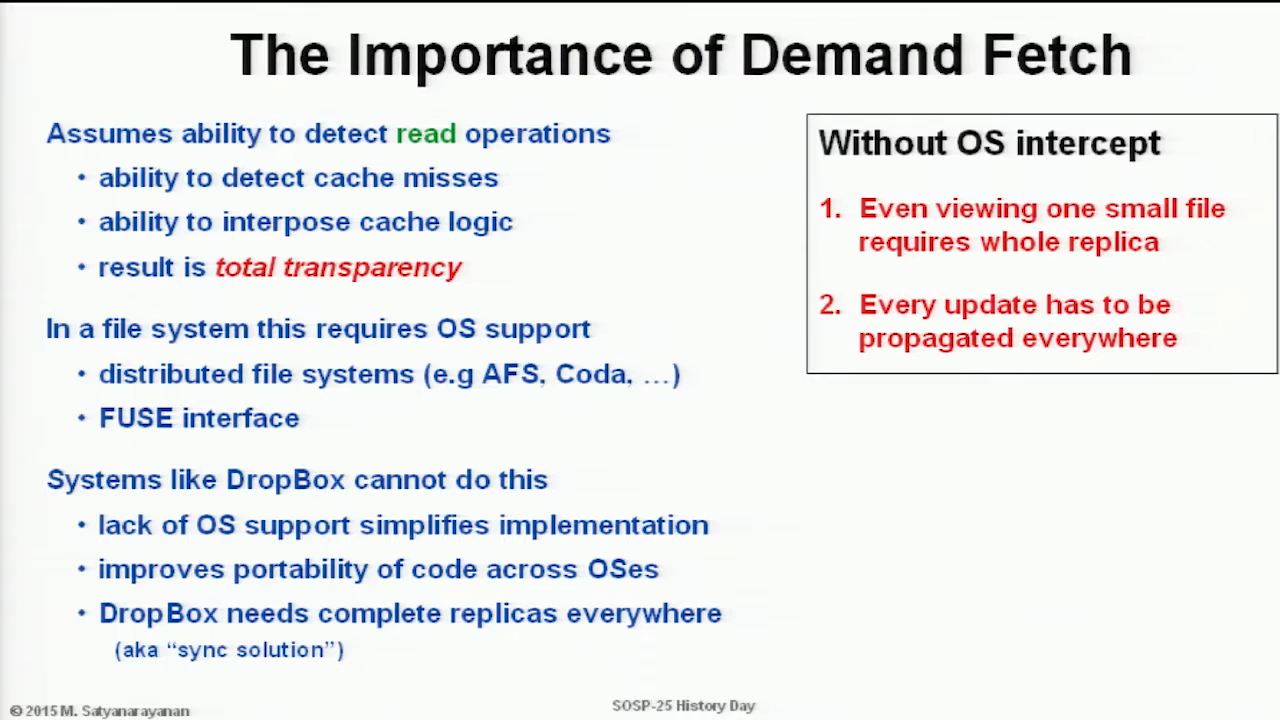 The Importance of Demand Fetch
Assumes ability to detect read operations
• ability to detect cache misses
• ability to interpose cache logic
• result is total transparency
In a file system this requires OS support
• distributed file systems (e.g AFS, Coda, …)
• FUSE interface
Systems like DropBox cannot do this
• lack of OS support simplifies implementation
• improves portability of code across OSes
• DropBox needs complete replicas everywhere
(aka “sync solution”)
Without OS intercept
1. Even viewing one small file
requires whole replica
2. Every update has to be
propagated everywhere
© 2015 M. Satyanarayanan
SOSP-25 History Day